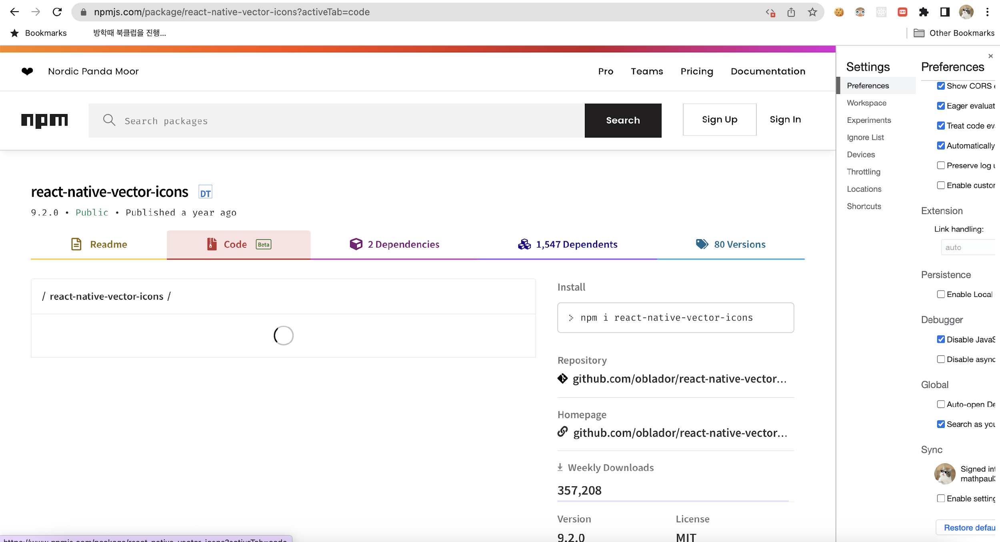 npmjs.com/package/react-native-vector-icons?activeTab=code
Bookmarks
방학때 북클럽을 진행...
Other Bookmarks
Nordic Panda Moor
Pro
Teams
Pricing
Documentation
npm
Search packages
Search
Sign Up
Sign In
react-native-vector-icons
DT
9.2.0 • Public • Published a year ago
Readme
Code
Beta
2 Dependencies
1,547 Dependents
80 Versions
/ react-native-vector-icons /
Install
> npm i react-native-vector-icons
Repository
github.com/oblador/react-native-vector...
Homepage
github.com/oblador/react-native-vector...
Weekly Downloads
357,208
Version
License
9.2.0
MIT
https://www.npmjs.com/package/react-native-vector-icons?activeTab=code
Settings
Preferences
Workspace
Experiments
Ignore List
Devices
Throttling
Locations
Shortcuts
Preferences
Show CORS
Eager evaluat
Treat code ev
Automatically
Preserve log
Enable custor
Extension
Link handling:
auto
Persistence
Enable Local
Debugger
Disable JavaS
Disable async
Global
Auto-open De
Search as you
Sync
Signed int
mathpaul3
Enable setting
Restore defau